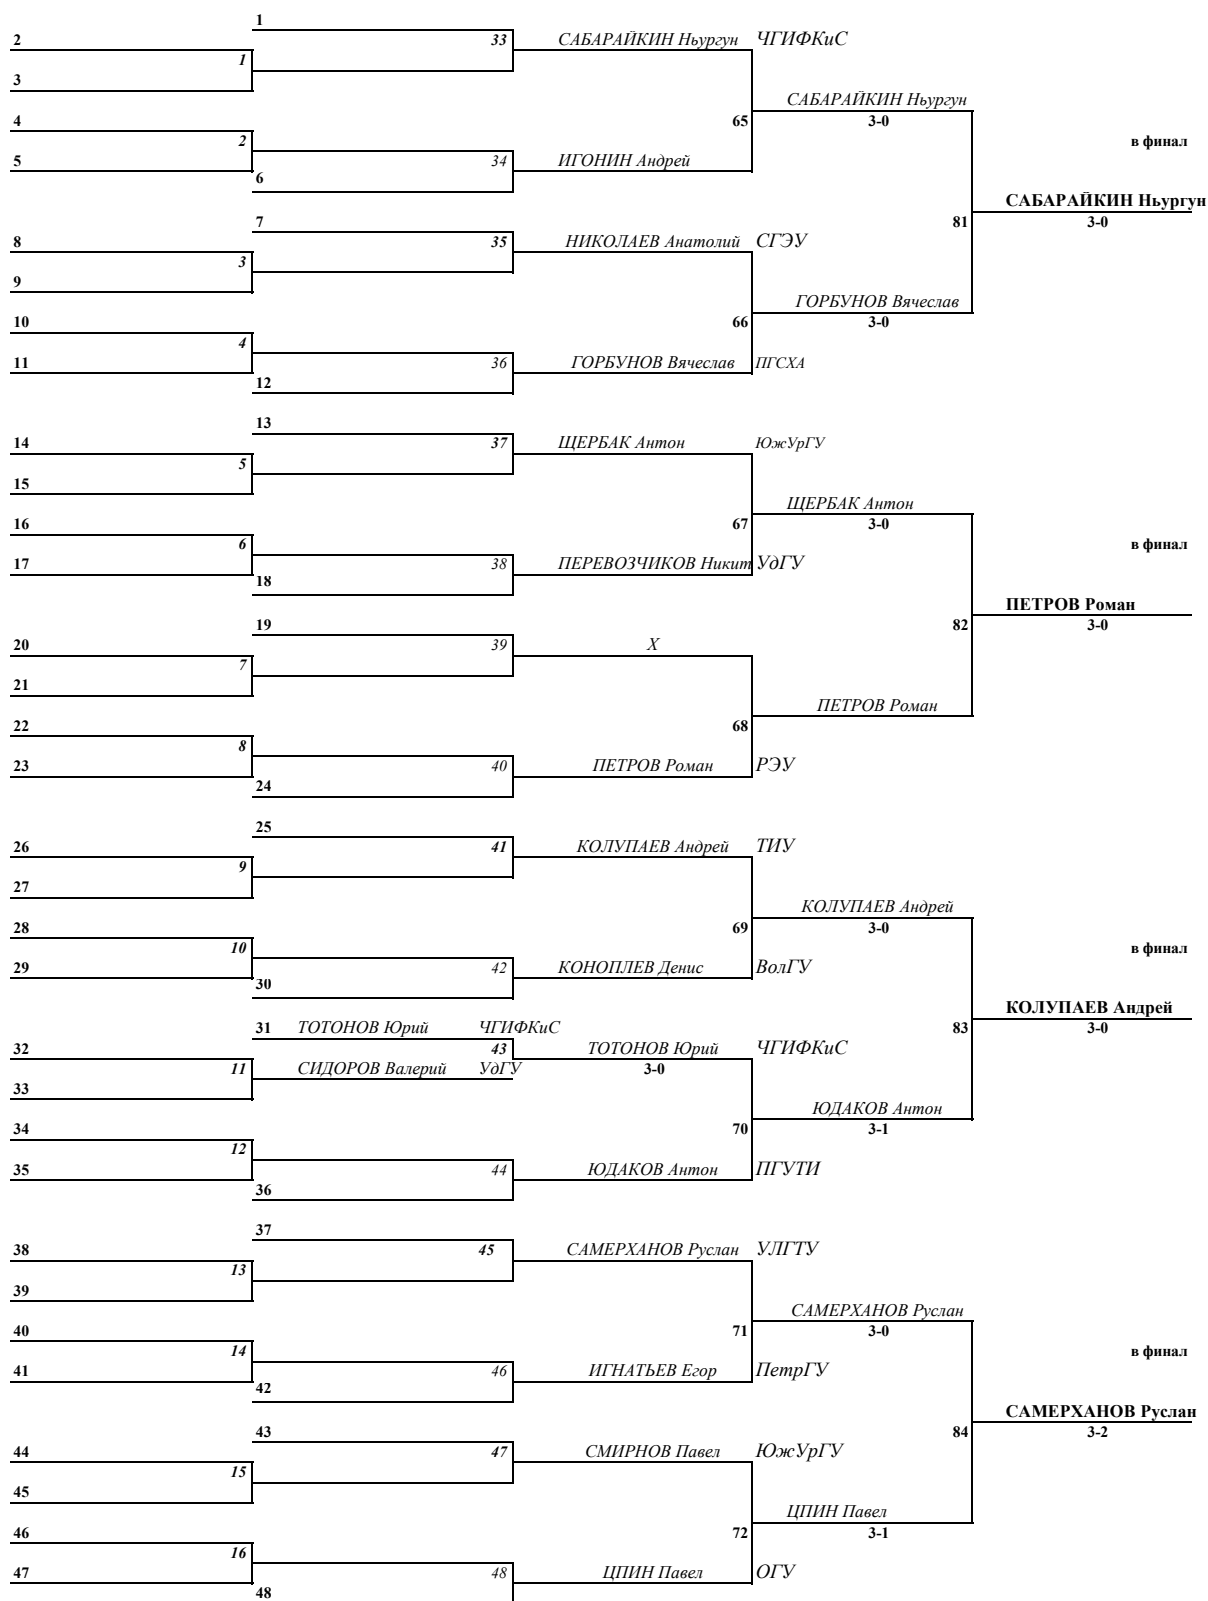 1
2 33 САБАРАЙКИН Ньургун ЧГИФКиС
1
3
САБАРАЙКИН Ньургун
4 65 3-0
2 в финал
5 34 ИГОНИН Андрей
6
САБАРАЙКИН Ньургун
7 81 3-0
8 35 НИКОЛАЕВ Анатолий СГЭУ
3
9
ГОРБУНОВ Вячеслав
10 66 3-0
4
11 36 ГОРБУНОВ Вячеслав ПГСХА
12
13
14 37 ЩЕРБАК Антон ЮжУрГУ
5
15
ЩЕРБАК Антон
16 67 3-0
6 в финал
17 38 ПЕРЕВОЗЧИКОВ Никит УдГУ
18
ПЕТРОВ Роман
19 82 3-0
20 39 X
7
21
ПЕТРОВ Роман
22 68
8
23 40 ПЕТРОВ Роман РЭУ
24
25
26 41 КОЛУПАЕВ Андрей ТИУ
9
27
КОЛУПАЕВ Андрей
28 69 3-0
10 в финал
29 42 КОНОПЛЕВ Денис ВолГУ
30
КОЛУПАЕВ Андрей
31 ТОТОНОВ Юрий ЧГИФКиС 83 3-0
32 43 ТОТОНОВ Юрий ЧГИФКиС
11 СИДОРОВ Валерий УдГУ 3-0
33
ЮДАКОВ Антон
34 70 3-1
12
35 44 ЮДАКОВ Антон ПГУТИ
36
37
38 45 САМЕРХАНОВ Руслан УЛГТУ
13
39
САМЕРХАНОВ Руслан
40 71 3-0
14 в финал
41 46 ИГНАТЬЕВ Егор ПетрГУ
42
САМЕРХАНОВ Руслан
43 84 3-2
44 47 СМИРНОВ Павел ЮжУрГУ
15
45
ЦПИН Павел
46 72 3-1
16
47 48 ЦПИН Павел ОГУ
48